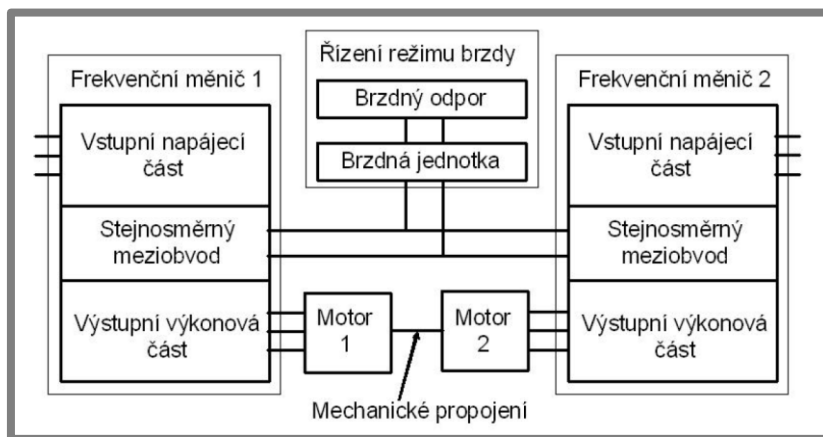 Řízení režimu brzdy
Brzdný odpor
Brzdná jednotka
Frekvenční měnič 1
Vstupní napájecí
část
Stejnosměrný
meziobvod
Výstupní výkonová
část
Motor
1
Motor
2
Mechanické propojení
Frekvenční měnič 2
Vstupní napájecí
část
Stejnosměrný
meziobvod
Výstupní výkonová
část